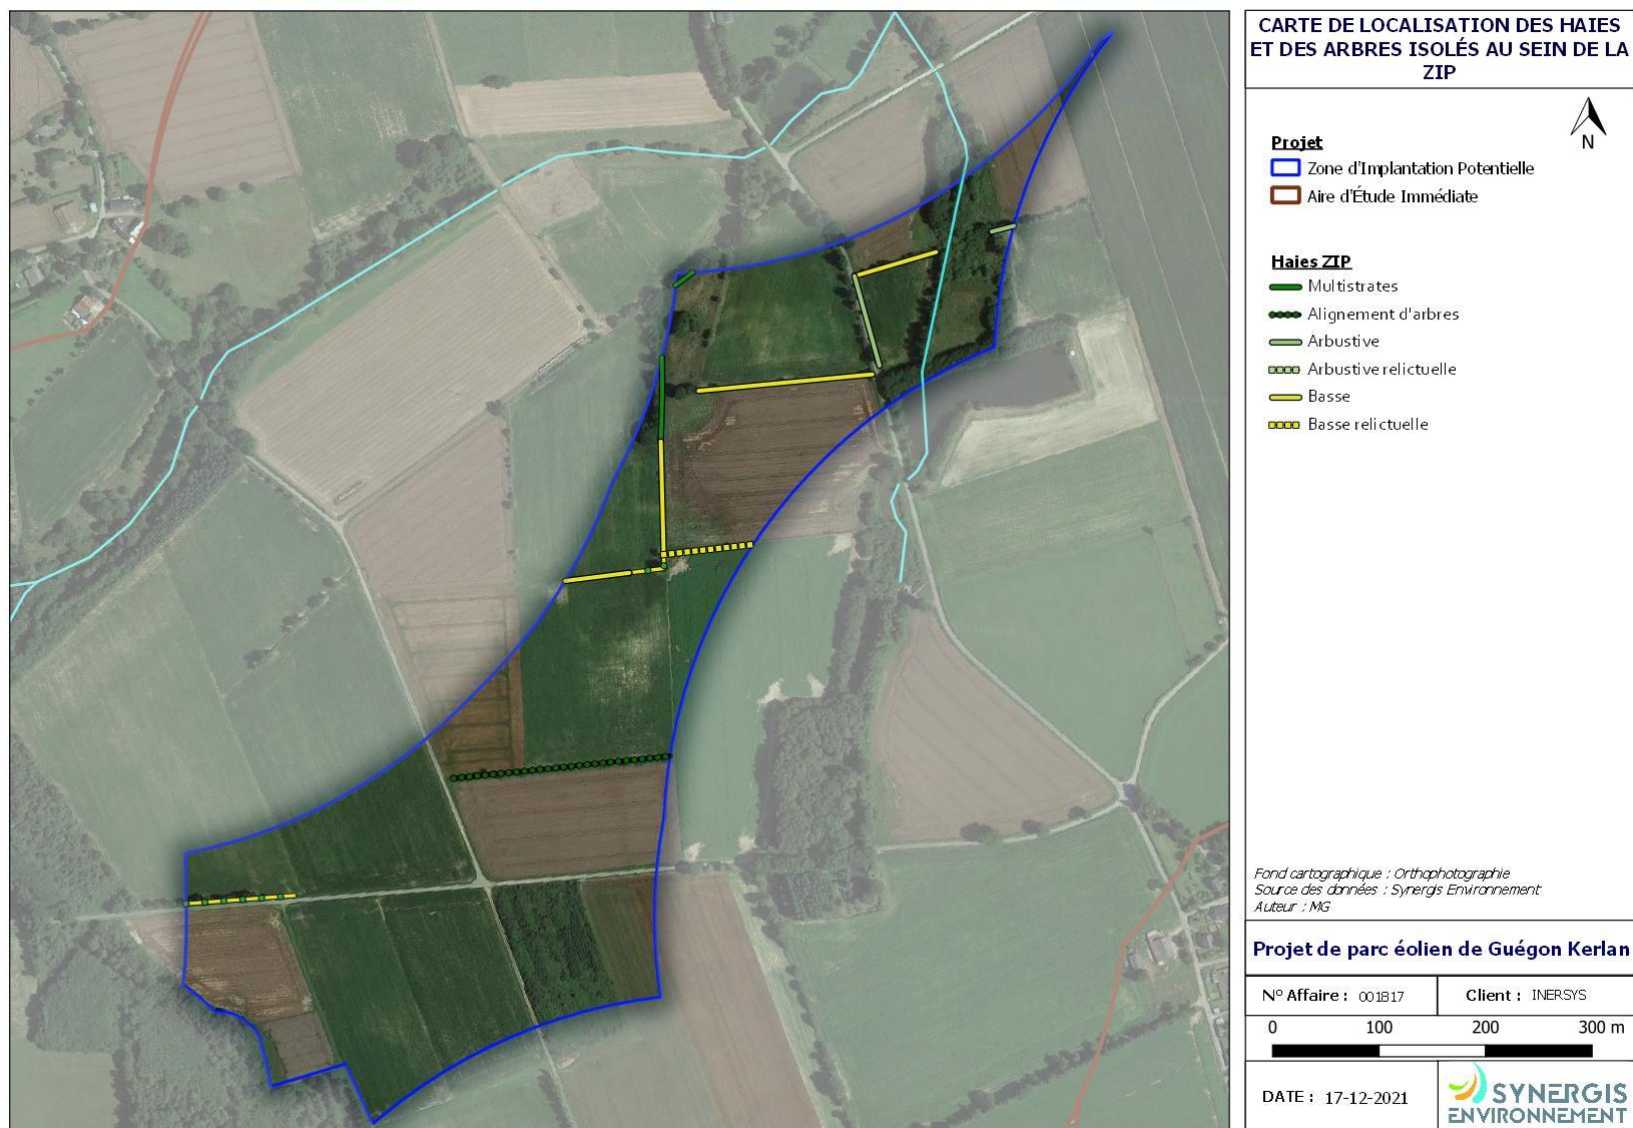 CARTE DE LOCALISATION DES HAIES
ET DES ARBRES ISOLÉS AU SEIN DE LA
ZIP
N
Projet
Zone d'Implantation Potentielle
Aire d'Étude Immédiate
Haies ZIP
Multistrates
Alignement d'arbres
Arbustive
Arbustive relictuelle
Basse
Basse relictuelle
Fond cartographique : Orthophotographie
Source des données : Synergis Environnement
Auteur : MG
Projet de parc éolien de Guégon Kerlan
N° Affaire : 001817
Client : INERSYS
0 100 200 300 m
DATE : 17-12-2021
SYNERGIS
ENVIRONNEMENT